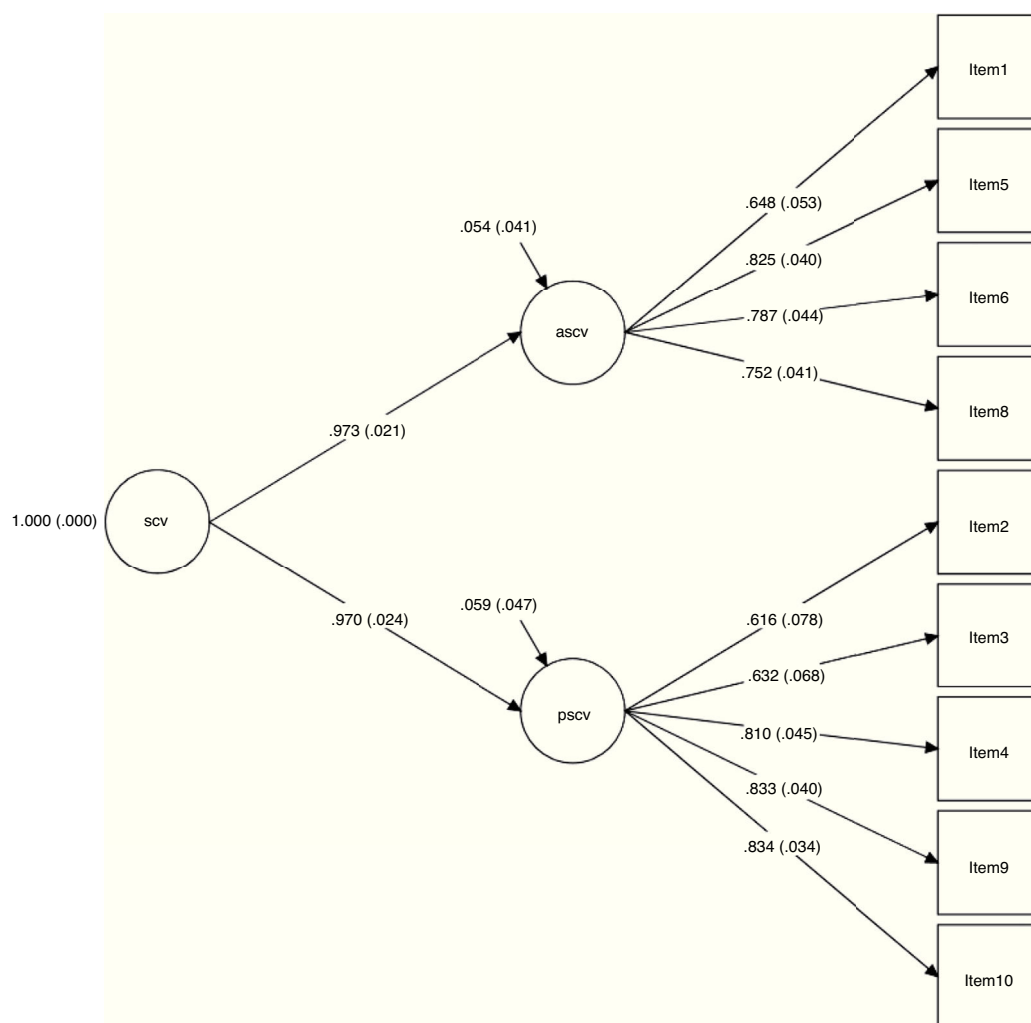 Item1
Item5
.648 (.053)
.054 (.041)
.825 (.040)
Item6
.787 (.044)
ascv
.752 (.041)
Item8
.973 (.021)
1.000 (.000)
scv
Item2
.970 (.024)
.059 (.047)
.616 (.078)
Item3
.632 (.068)
pscv
.810 (.045)
Item4
.833 (.040)
.834 (.034)
Item9
Item10